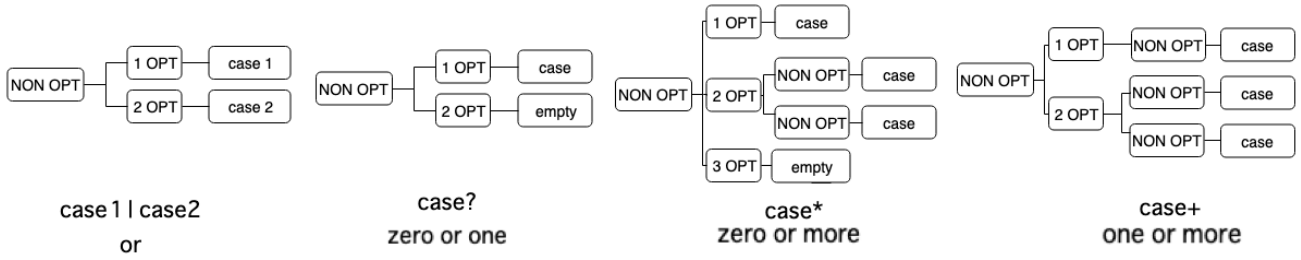 NON OPT
1 OPT
case 1
2 OPT
case 2
case1 | case2
or
NON OPT
1 OPT
case
2 OPT
empty
case?
zero or one
NON OPT
1 OPT
case
2 OPT
NON OPT
case
NON OPT
case
3 OPT
empty
case*
zero or more
NON OPT
1 OPT
NON OPT
case
2 OPT
NON OPT
case
NON OPT
case
case+
one or more